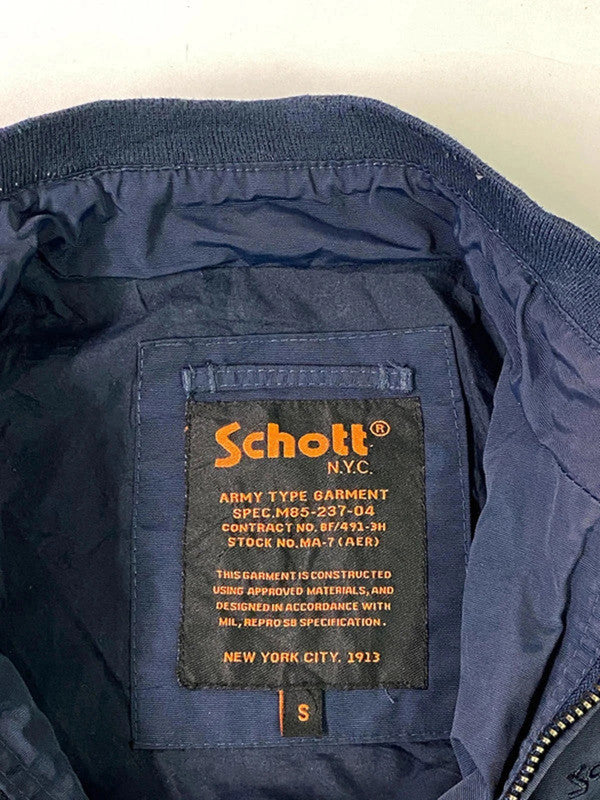 Schott®
N.Y.C.
ARMY TYPE GARMENT
SPEC.M85-237-04
CONTRACT NO. 8F/491-3H
STOCK NO.MA-7 (AER)
THIS GARMENT IS CONSTRUCTED
USING APPROVED MATERIALS, AND
DESIGNED IN ACCORDANCE WITH
MIL, REPRO SB SPECIFICATION.
NEW YORK CITY. 1913
S